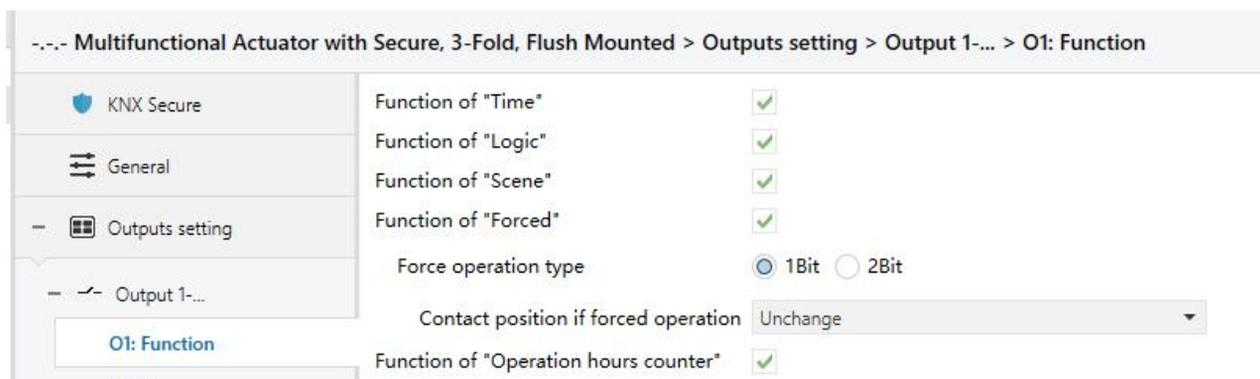 -.-.- Multifunctional Actuator with Secure, 3-Fold, Flush Mounted > Outputs setting > Output 1-... > O1: Function
KNX Secure
General
Outputs setting
Output 1-...
O1: Function
Function of "Time"
Function of "Logic"
Function of "Scene"
Function of "Forced"
Force operation type 1Bit 2Bit
Contact position if forced operation Unchange
Function of "Operation hours counter"